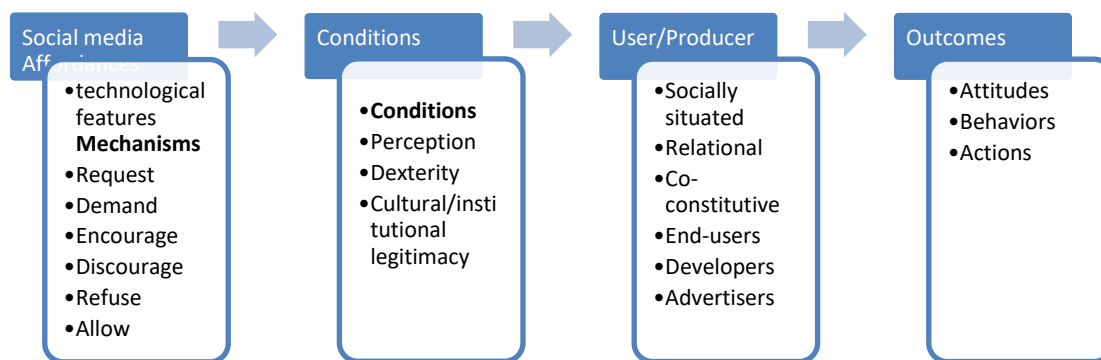 Social media
Affordances
•technological
features
Mechanisms
•Request
•Demand
•Encourage
•Discourage
•Refuse
•Allow
Conditions
•Conditions
•Perception
•Dexterity
•Cultural/insti
tutional
legitimacy
User/Producer
•Socially
situated
•Relational
•Co-
constitutive
•End-users
•Developers
•Advertisers
Outcomes
•Attitudes
•Behaviors
•Actions